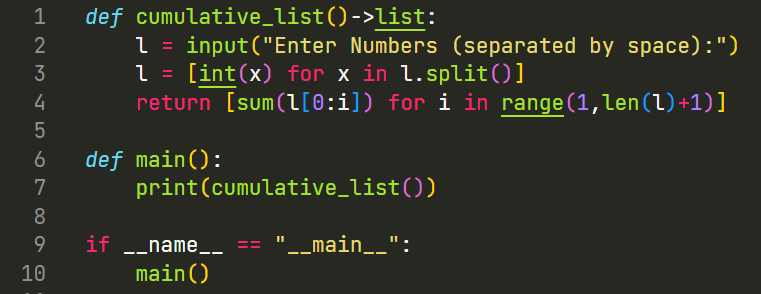 1 def cumulative_list()->list:
2     l = input("Enter Numbers (separated by space):")
3     l = [int(x) for x in l.split()]
4     return [sum(l[0:i]) for i in range(1,len(l)+1)]
5
6 def main():
7     print(cumulative_list())
8
9 if __name__ == "__main__":
10     main()